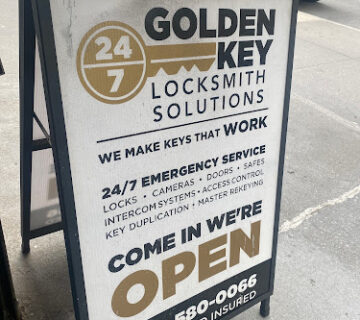 24
7
GOLDEN
KEY
LOCKSMITH
SOLUTIONS
WE MAKE KEYS THAT WORK
24/7 EMERGENCY SERVICE
LOCKS • CAMERAS • DOORS • SAFES
INTERCOM SYSTEMS • ACCESS CONTROL
KEY DUPLICATION • MASTER REKEYING
COME IN WE'RE
OPEN
580-0066
INSURED